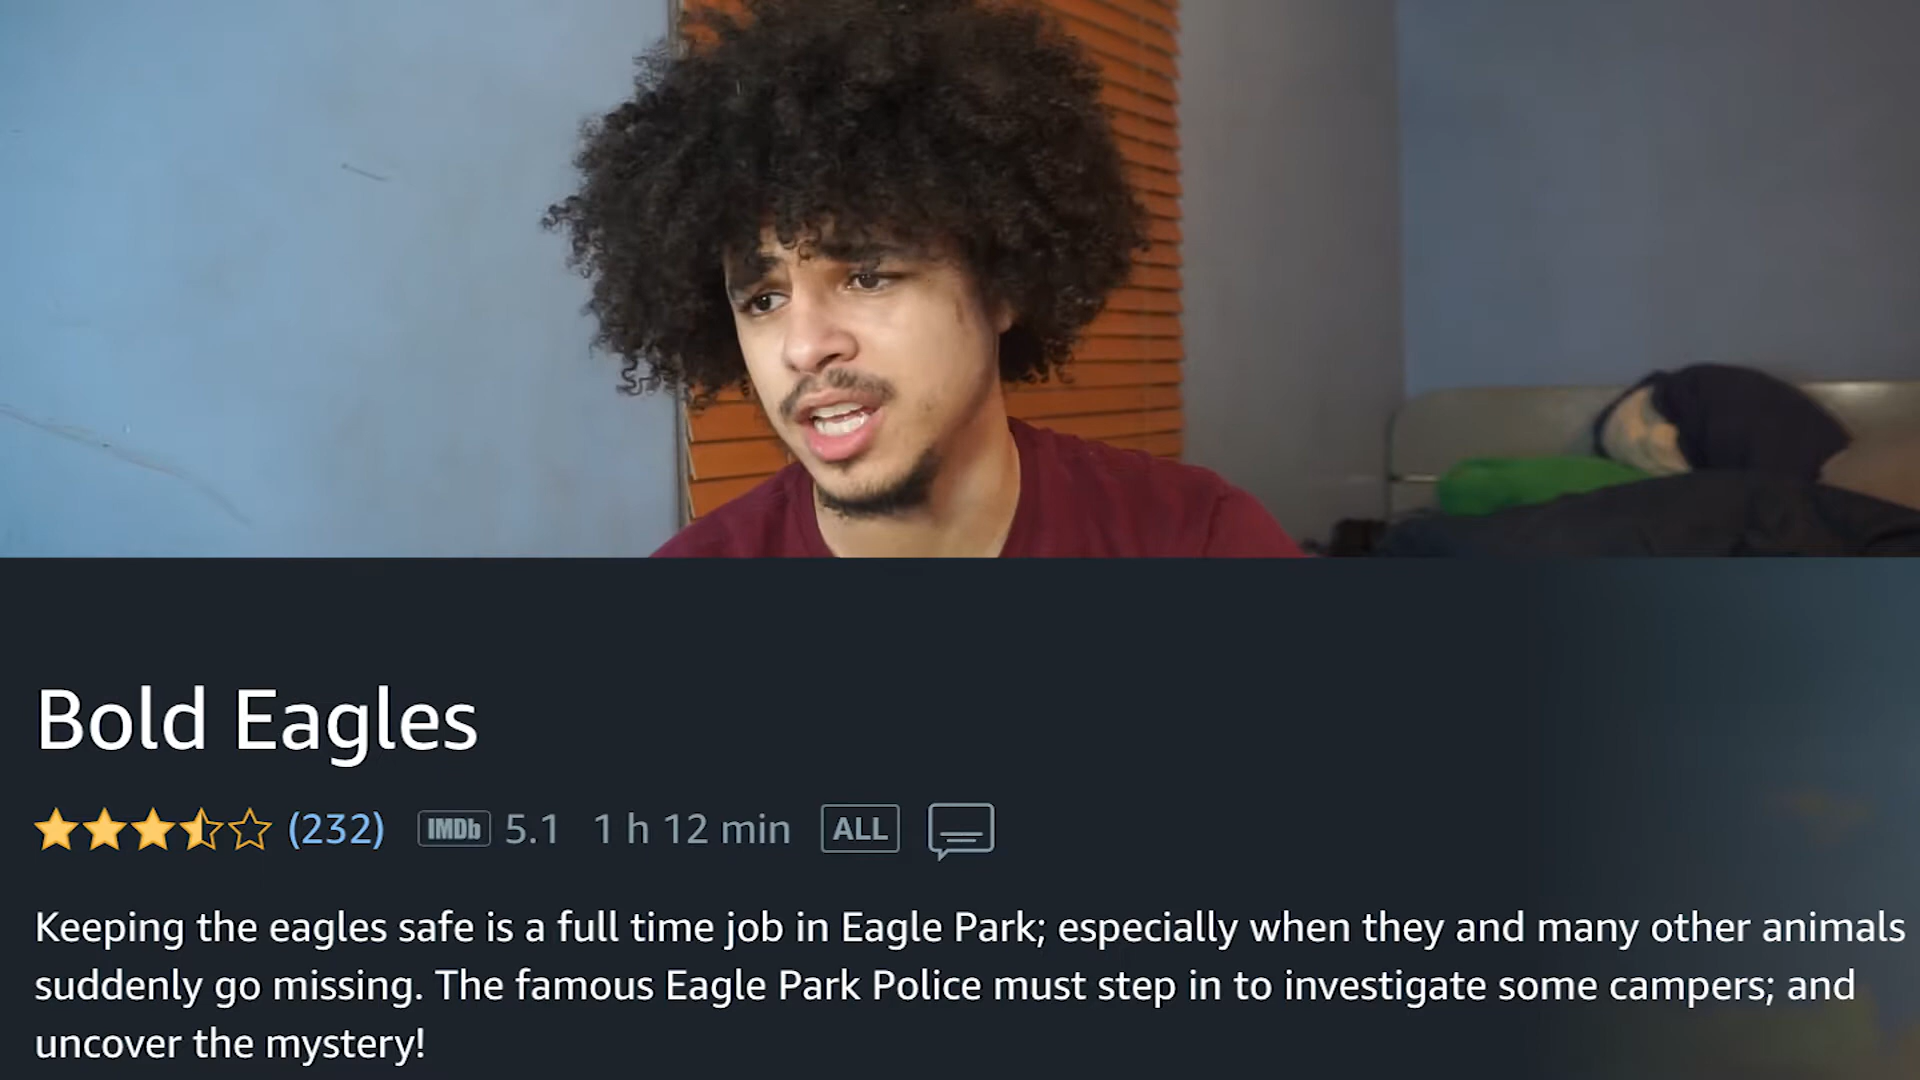 Bold Eagles
(232) IMDb 5.1 1 h 12 min ALL
Keeping the eagles safe is a full time job in Eagle Park; especially when they and many other animals
suddenly go missing. The famous Eagle Park Police must step in to investigate some campers; and
uncover the mystery!